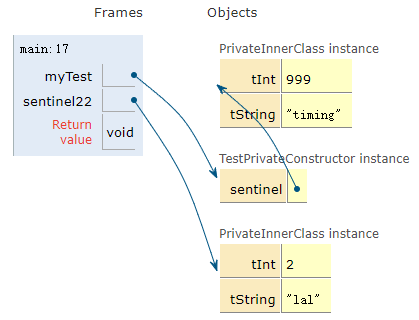 Frames Objects
main:17
myTest
sentinel22
Return
value void
PrivateInnerClass instance
tInt 999
tString "timing"
TestPrivateConstructor instance
sentinel
PrivateInnerClass instance
tInt 2
tString "lal"